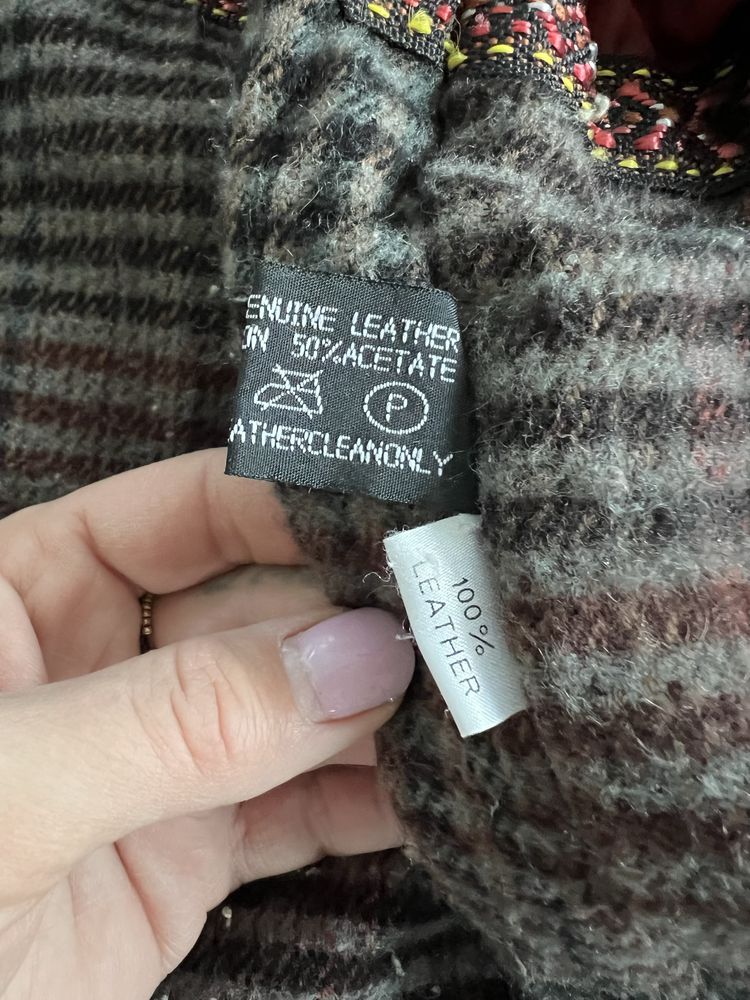 ENUINE LEATHER
ON 50%ACETATE
P
ATHERCLEANONLY
100%
LEATHER